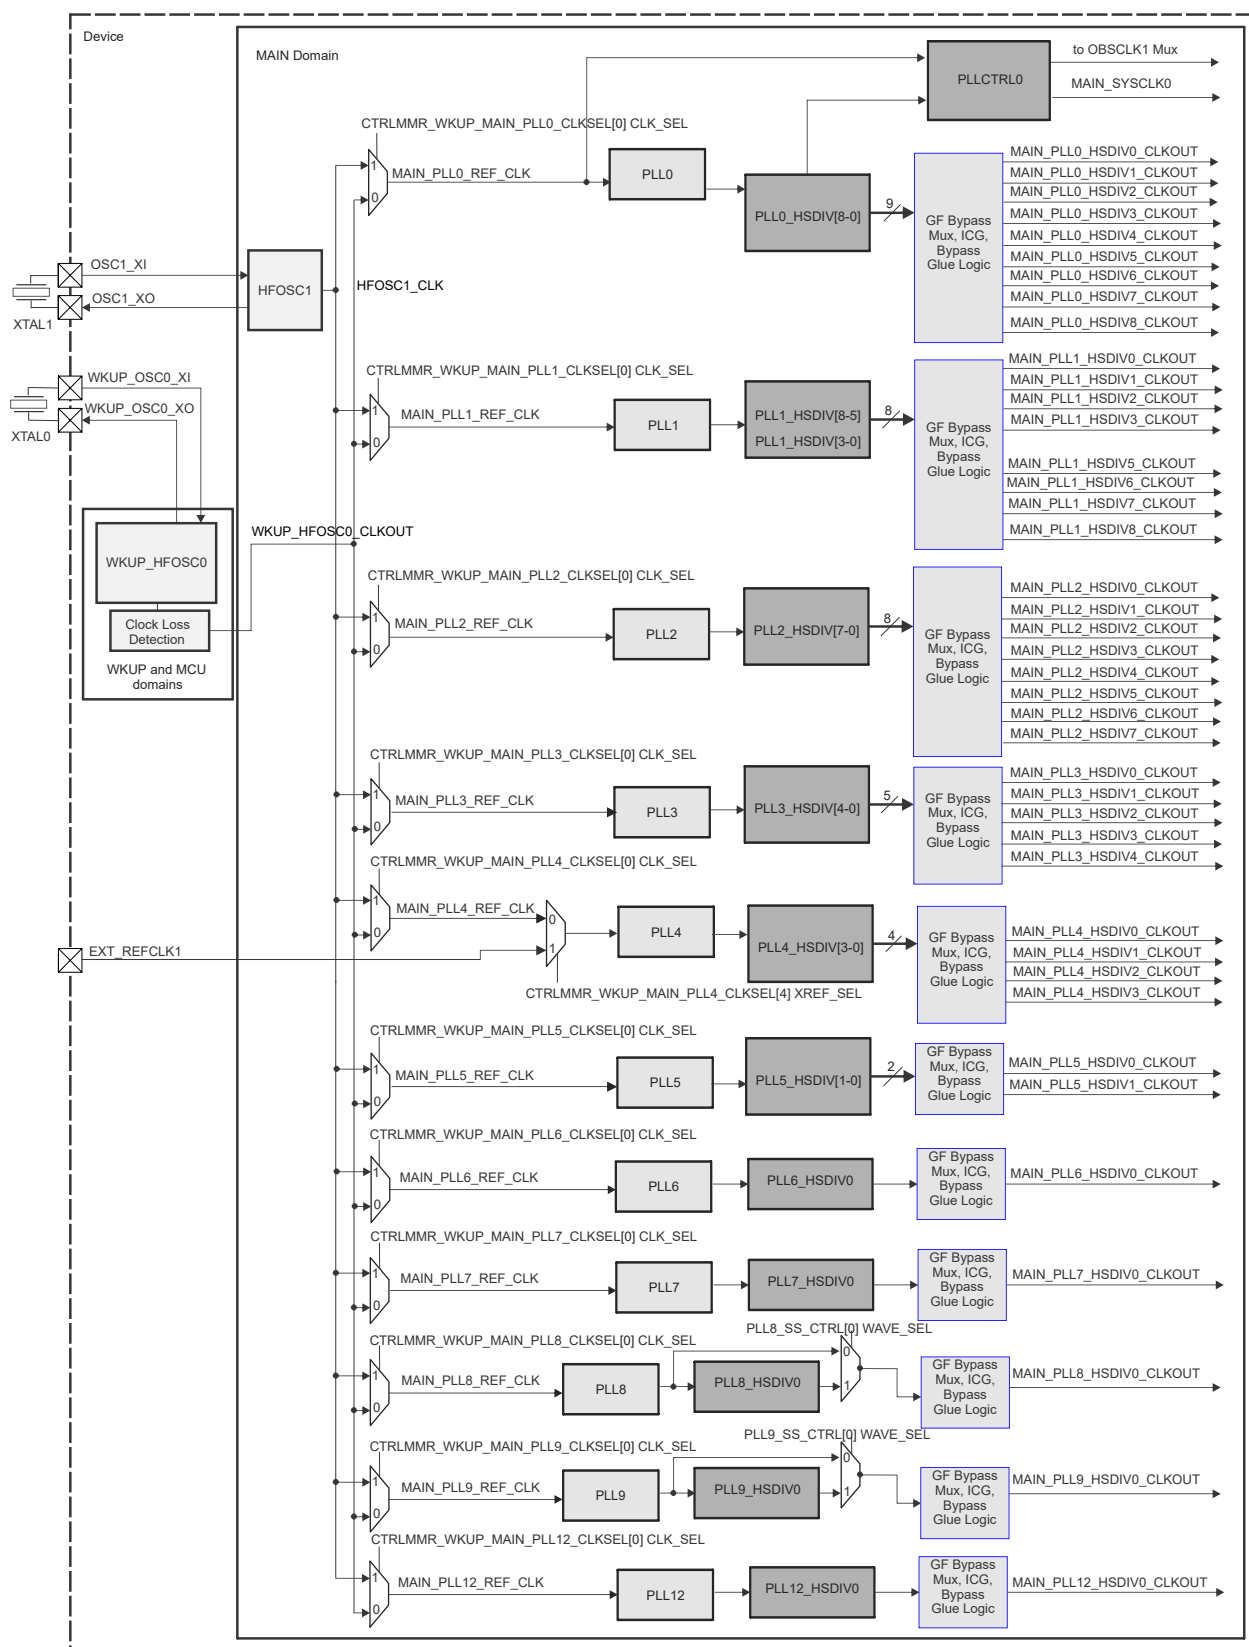 Device
MAIN Domain
to OBSCLK1 Mux
PLLCTRL0
MAIN_SYSCLK0
CTRLMMR_WKUP_MAIN_PLL0_CLKSEL[0] CLK_SEL
1
0
MAIN_PLL0_REF_CLK
PLL0
PLL0_HSDIV[8-0]
9
GF Bypass
Mux, ICG,
Bypass
Glue Logic
MAIN_PLL0_HSDIV0_CLKOUT
MAIN_PLL0_HSDIV1_CLKOUT
MAIN_PLL0_HSDIV2_CLKOUT
MAIN_PLL0_HSDIV3_CLKOUT
MAIN_PLL0_HSDIV4_CLKOUT
MAIN_PLL0_HSDIV5_CLKOUT
MAIN_PLL0_HSDIV6_CLKOUT
MAIN_PLL0_HSDIV7_CLKOUT
MAIN_PLL0_HSDIV8_CLKOUT
OSC1_XI
OSC1_XO
XTAL1
HFOSC1
HFOSC1_CLK
WKUP_OSC0_XI
WKUP_OSC0_XO
XTAL0
CTRLMMR_WKUP_MAIN_PLL1_CLKSEL[0] CLK_SEL
1
0
MAIN_PLL1_REF_CLK
PLL1
PLL1_HSDIV[8-5]
PLL1_HSDIV[3-0]
8
GF Bypass
Mux, ICG,
Bypass
Glue Logic
MAIN_PLL1_HSDIV0_CLKOUT
MAIN_PLL1_HSDIV1_CLKOUT
MAIN_PLL1_HSDIV2_CLKOUT
MAIN_PLL1_HSDIV3_CLKOUT
MAIN_PLL1_HSDIV5_CLKOUT
MAIN_PLL1_HSDIV6_CLKOUT
MAIN_PLL1_HSDIV7_CLKOUT
MAIN_PLL1_HSDIV8_CLKOUT
WKUP_HFOSC0_CLKOUT
WKUP_HFOSC0
Clock Loss
Detection
WKUP and MCU
domains
CTRLMMR_WKUP_MAIN_PLL2_CLKSEL[0] CLK_SEL
1
0
MAIN_PLL2_REF_CLK
PLL2
PLL2_HSDIV[7-0]
8
GF Bypass
Mux, ICG,
Bypass
Glue Logic
MAIN_PLL2_HSDIV0_CLKOUT
MAIN_PLL2_HSDIV1_CLKOUT
MAIN_PLL2_HSDIV2_CLKOUT
MAIN_PLL2_HSDIV3_CLKOUT
MAIN_PLL2_HSDIV4_CLKOUT
MAIN_PLL2_HSDIV5_CLKOUT
MAIN_PLL2_HSDIV6_CLKOUT
MAIN_PLL2_HSDIV7_CLKOUT
CTRLMMR_WKUP_MAIN_PLL3_CLKSEL[0] CLK_SEL
1
0
MAIN_PLL3_REF_CLK
PLL3
PLL3_HSDIV[4-0]
5
GF Bypass
Mux, ICG,
Bypass
Glue Logic
MAIN_PLL3_HSDIV0_CLKOUT
MAIN_PLL3_HSDIV1_CLKOUT
MAIN_PLL3_HSDIV2_CLKOUT
MAIN_PLL3_HSDIV3_CLKOUT
MAIN_PLL3_HSDIV4_CLKOUT
CTRLMMR_WKUP_MAIN_PLL4_CLKSEL[0] CLK_SEL
1
0
MAIN_PLL4_REF_CLK
0
1
PLL4
PLL4_HSDIV[3-0]
4
GF Bypass
Mux, ICG,
Bypass
Glue Logic
MAIN_PLL4_HSDIV0_CLKOUT
MAIN_PLL4_HSDIV1_CLKOUT
MAIN_PLL4_HSDIV2_CLKOUT
MAIN_PLL4_HSDIV3_CLKOUT
EXT_REFCLK1
CTRLMMR_WKUP_MAIN_PLL4_CLKSEL[4] XREF_SEL
CTRLMMR_WKUP_MAIN_PLL5_CLKSEL[0] CLK_SEL
1
0
MAIN_PLL5_REF_CLK
PLL5
PLL5_HSDIV[1-0]
2
GF Bypass
Mux, ICG,
Bypass
Glue Logic
MAIN_PLL5_HSDIV0_CLKOUT
MAIN_PLL5_HSDIV1_CLKOUT
CTRLMMR_WKUP_MAIN_PLL6_CLKSEL[0] CLK_SEL
1
0
MAIN_PLL6_REF_CLK
PLL6
PLL6_HSDIV0
GF Bypass
Mux, ICG,
Bypass
Glue Logic
MAIN_PLL6_HSDIV0_CLKOUT
CTRLMMR_WKUP_MAIN_PLL7_CLKSEL[0] CLK_SEL
1
0
MAIN_PLL7_REF_CLK
PLL7
PLL7_HSDIV0
GF Bypass
Mux, ICG,
Bypass
Glue Logic
MAIN_PLL7_HSDIV0_CLKOUT
CTRLMMR_WKUP_MAIN_PLL8_CLKSEL[0] CLK_SEL
1
0
MAIN_PLL8_REF_CLK
PLL8
PLL8_HSDIV0
PLL8_SS_CTRL[0] WAVE_SEL
0
1
GF Bypass
Mux, ICG,
Bypass
Glue Logic
MAIN_PLL8_HSDIV0_CLKOUT
CTRLMMR_WKUP_MAIN_PLL9_CLKSEL[0] CLK_SEL
1
0
MAIN_PLL9_REF_CLK
PLL9
PLL9_HSDIV0
PLL9_SS_CTRL[0] WAVE_SEL
0
1
GF Bypass
Mux, ICG,
Bypass
Glue Logic
MAIN_PLL9_HSDIV0_CLKOUT
CTRLMMR_WKUP_MAIN_PLL12_CLKSEL[0] CLK_SEL
1
0
MAIN_PLL12_REF_CLK
PLL12
PLL12_HSDIV0
GF Bypass
Mux, ICG,
Bypass
Glue Logic
MAIN_PLL12_HSDIV0_CLKOUT